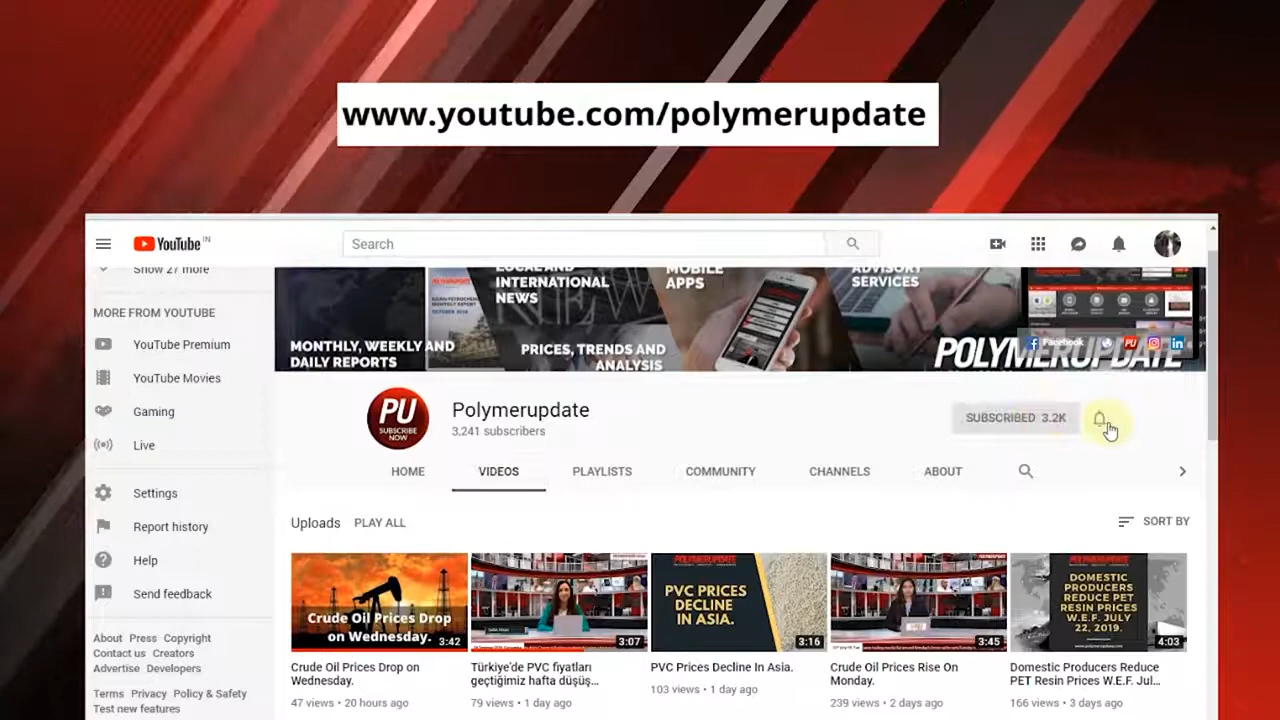 www.youtube.com/polymerupdate
YouTube IN
Search
Show 27 more
MORE FROM YOUTUBE
YouTube Premium
YouTube Movies
Gaming
Live
Settings
Report history
Help
Send feedback
About Press Copyright
Contact us Creators
Advertise Developers
Terms Privacy Policy & Safety
Test new features
MONTHLY, WEEKLY AND
DAILY REPORTS
LOCAL AND
INTERNATIONAL
NEWS
PRICES, TRENDS AND
ANALYSIS
MOBILE
APPS
ADVISORY
SERVICES
POLYMERUPDATE
Facebook
PU
SUBSCRIBE
NOW
Polymerupdate
3,241 subscribers
SUBSCRIBED 3.2K
HOME
VIDEOS
PLAYLISTS
COMMUNITY
CHANNELS
ABOUT
Uploads PLAY ALL
SORT BY
Crude Oil Prices Drop
on Wednesday.
3:42
Crude Oil Prices Drop on
Wednesday.
47 views • 20 hours ago
3:07
Türkiye'de PVC fiyatları
geçtiğimiz hafta düşüş...
79 views • 1 day ago
POLYMERUPDATE
PVC PRICES
DECLINE
IN ASIA.
3:16
PVC Prices Decline In Asia.
103 views • 1 day ago
3:45
Crude Oil Prices Rise On
Monday.
239 views • 2 days ago
POLYMERUPDATE
DOMESTIC
PRODUCERS
REDUCE PET
RESIN PRICES
W.E.F. JULY
22, 2019.
4:03
Domestic Producers Reduce
PET Resin Prices W.E.F. Jul...
166 views • 3 days ago